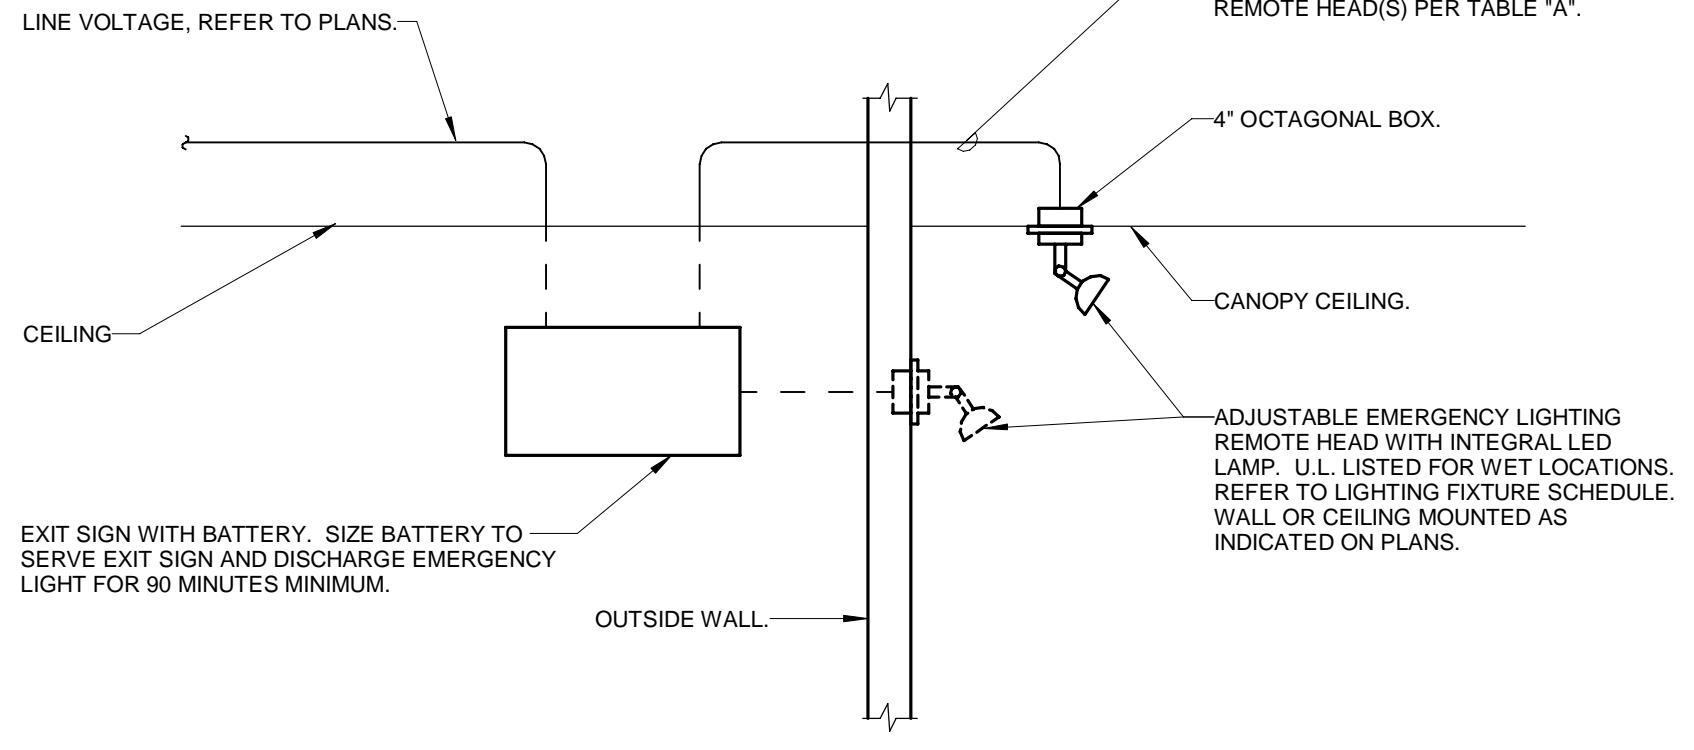 LINE VOLTAGE, REFER TO PLANS.
REMOTE HEAD(S) PER TABLE "A".
4" OCTAGONAL BOX.
CANOPY CEILING.
CEILING
ADJUSTABLE EMERGENCY LIGHTING
REMOTE HEAD WITH INTEGRAL LED
LAMP. U.L. LISTED FOR WET LOCATIONS.
REFER TO LIGHTING FIXTURE SCHEDULE.
WALL OR CEILING MOUNTED AS
INDICATED ON PLANS.
EXIT SIGN WITH BATTERY. SIZE BATTERY TO
SERVE EXIT SIGN AND DISCHARGE EMERGENCY
LIGHT FOR 90 MINUTES MINIMUM.
OUTSIDE WALL.